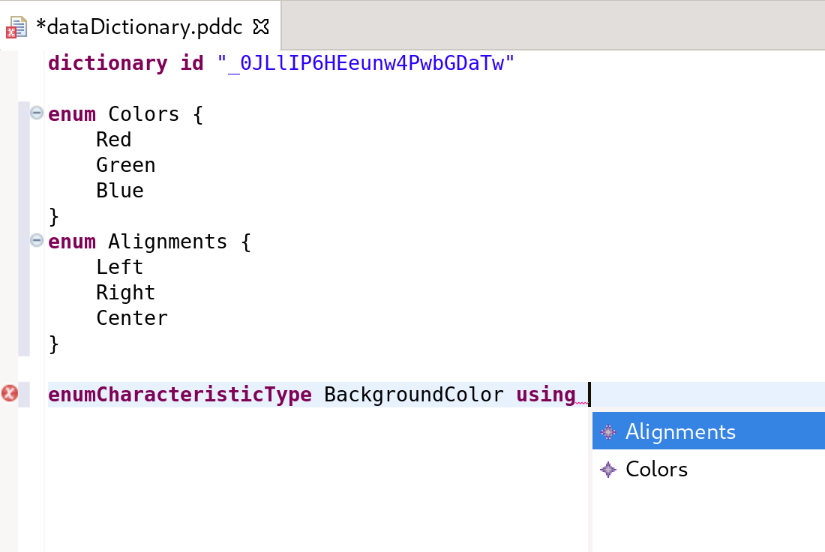 *dataDictionary.pddc
dictionary id "_0JLlIP6HEeunw4PwbGDaTw"
enum Colors {
Red
Green
Blue
}
enum Alignments {
Left
Right
Center
}
enumCharacteristicType BackgroundColor using
Alignments
Colors